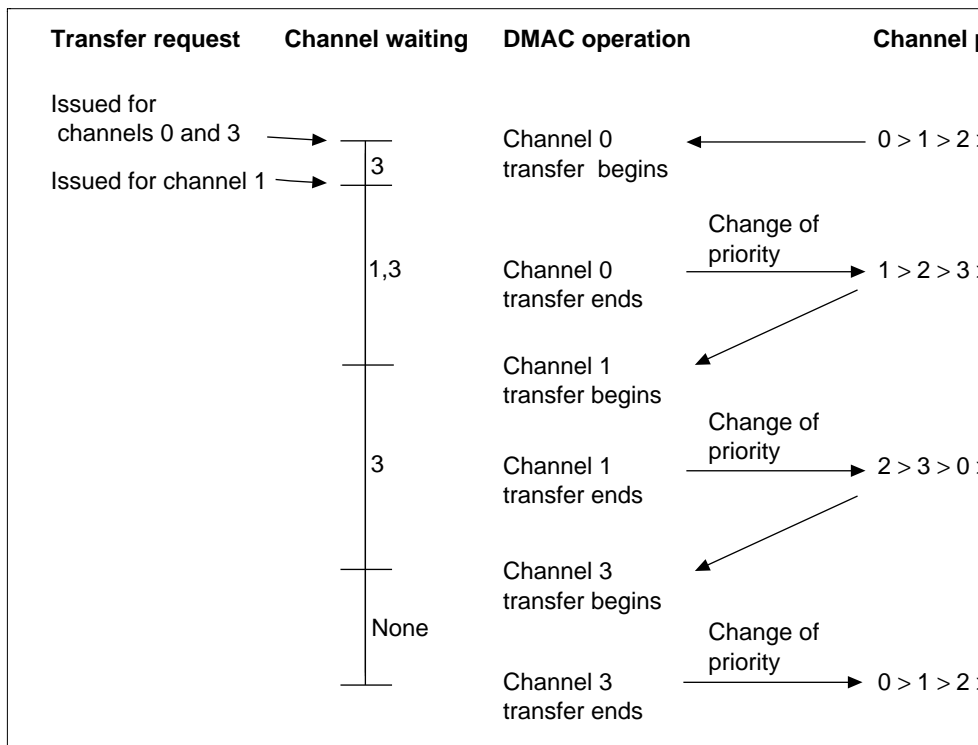 Transfer request Channel waiting DMAC operation Channel p
Issued for
channels 0 and 3
Issued for channel 1
3
1,3
3
None
Channel 0
transfer begins
Channel 0
transfer ends
Channel 1
transfer begins
Channel 1
transfer ends
Channel 3
transfer begins
Channel 3
transfer ends
Change of
priority
Change of
priority
Change of
priority
0 > 1 > 2 >
1 > 2 > 3 >
2 > 3 > 0 >
0 > 1 > 2 >